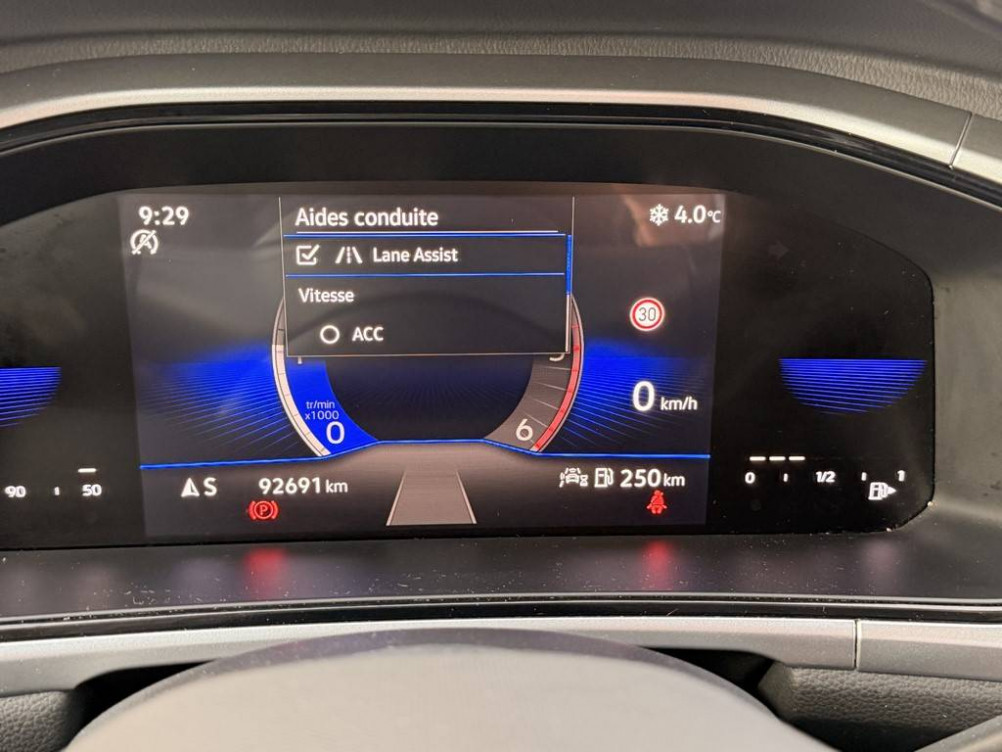 9:29
Aides conduite
4.0°C
Lane Assist
Vitesse
ACC
30
tr/min
x1000
0
6
0 km/h
90
50
S
92691 km
250 km
0
1/2
1
P